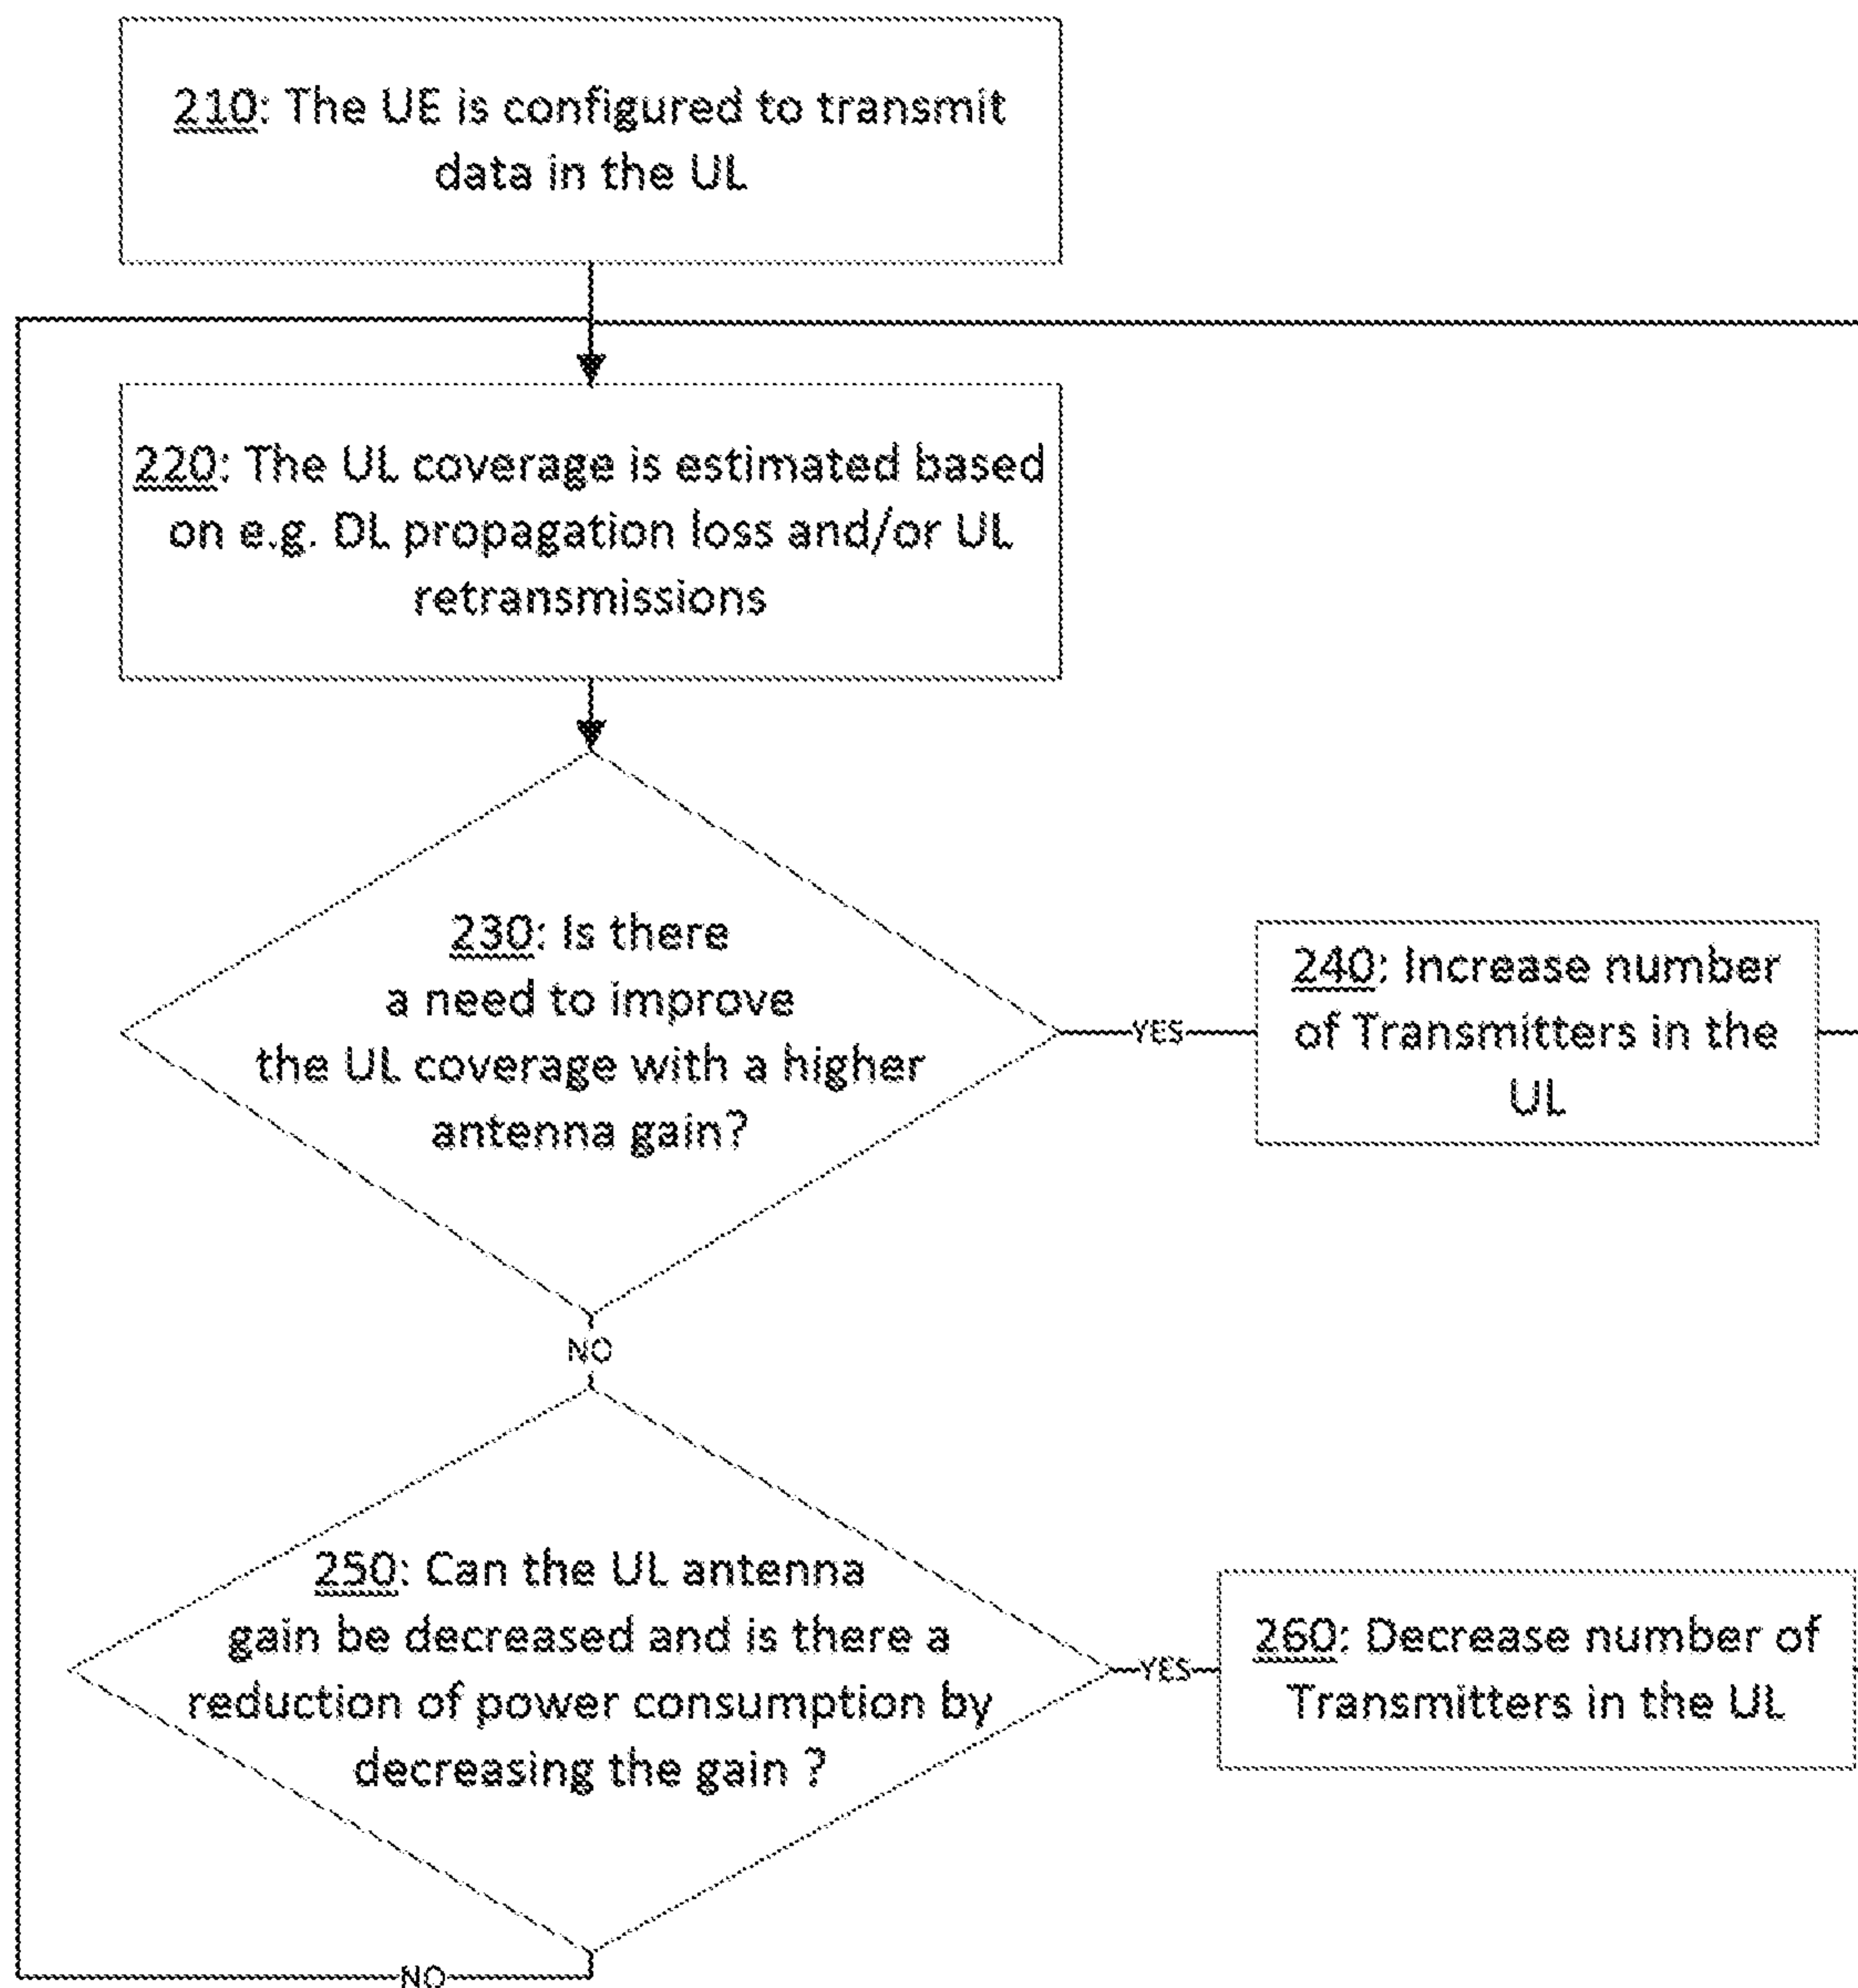 210: The UE is configured to transmit
data in the UL
220: The UL coverage is estimated based
on e.g. DL propagation loss and/or UL
retransmissions
230: Is there
a need to improve
the UL coverage with a higher
antenna gain?
YES
240: Increase number
of Transmitters in the
UL
NO
250: Can the UL antenna
gain be decreased and is there a
reduction of power consumption by
decreasing the gain ?
YES
260: Decrease number of
Transmitters in the UL
NO